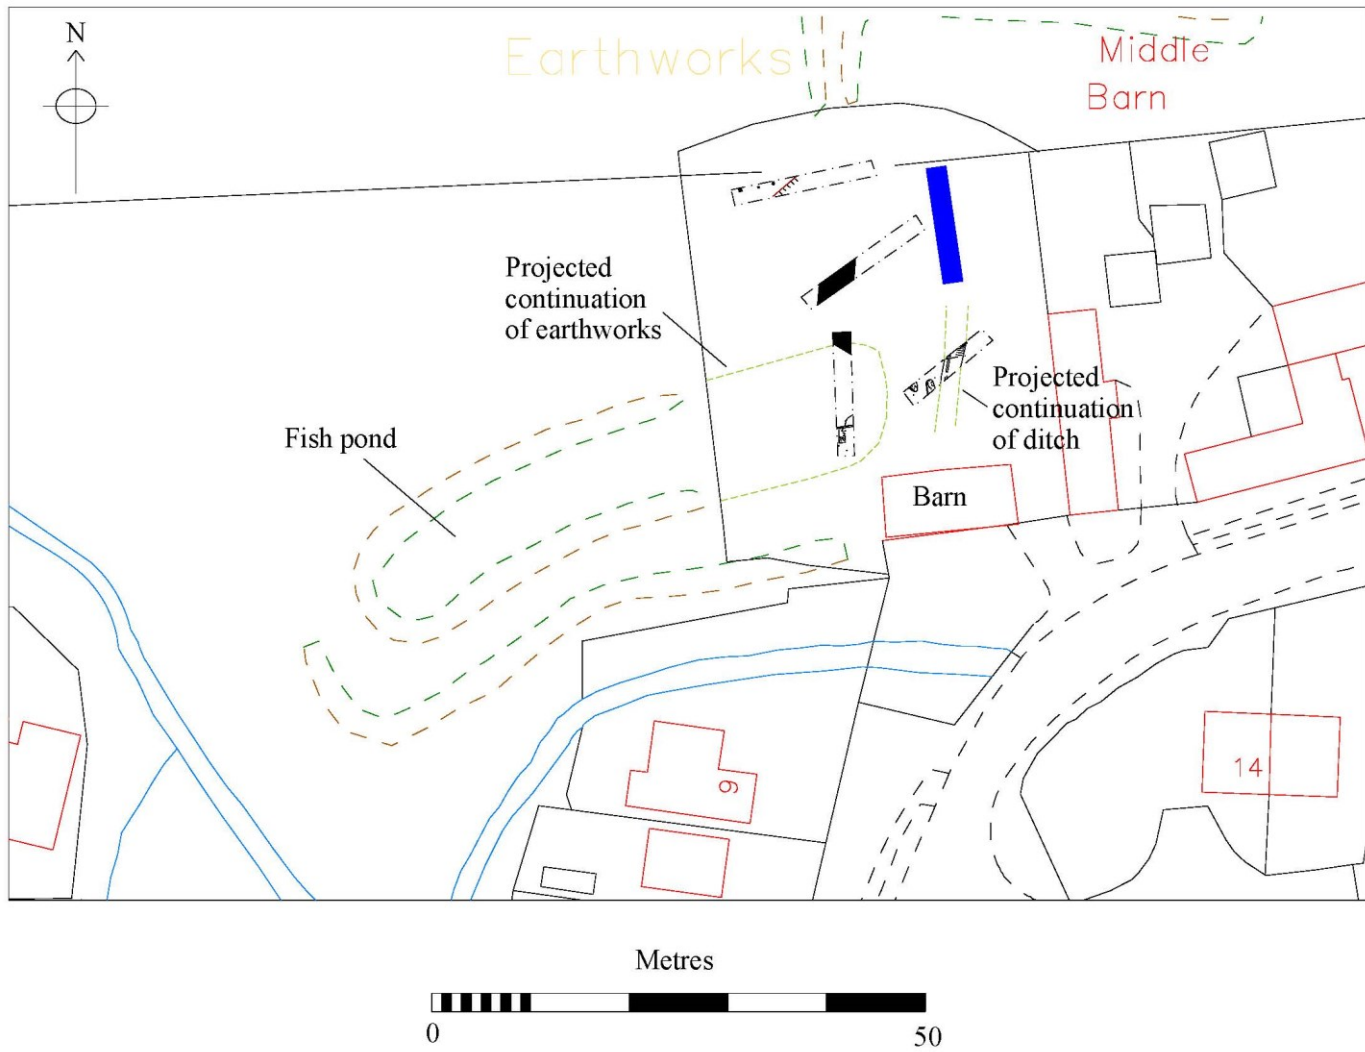 N
Earthworks
Middle
Barn
Projected
continuation
of earthworks
Projected
continuation
of ditch
Fish pond
Barn
9
14
Metres
0
50